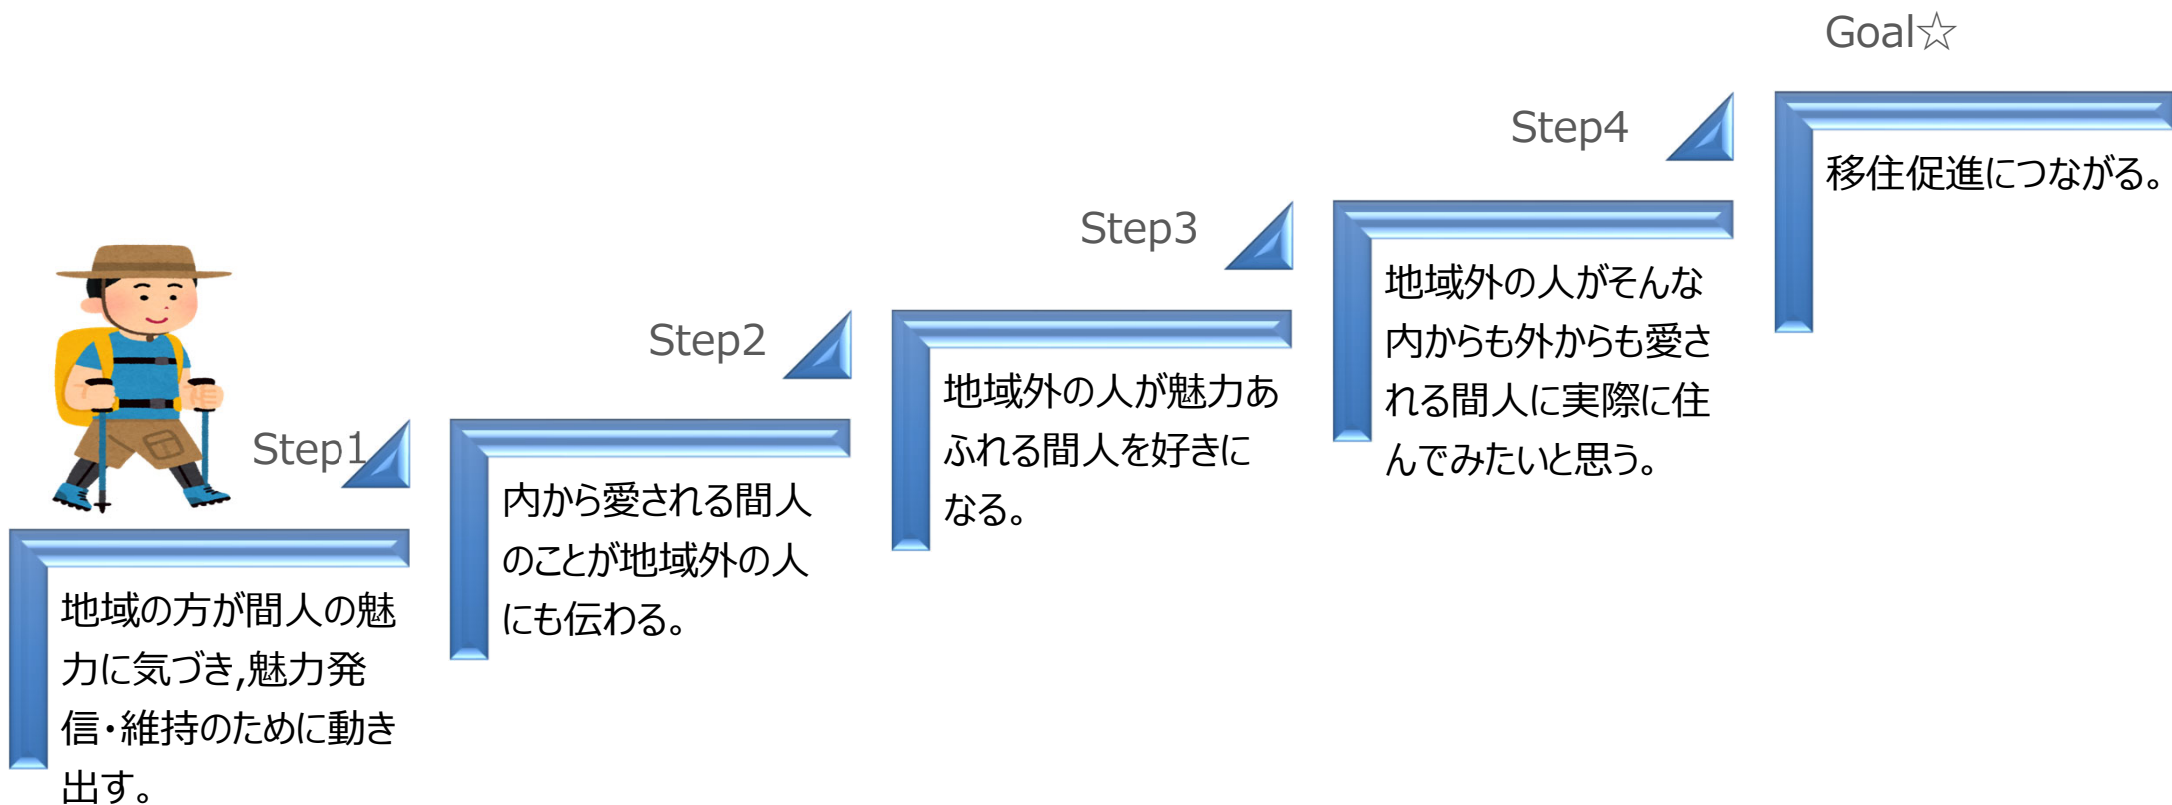 Step1
地域の方が間人の魅
力に気づき,魅力発
信・維持のために動き
出す。
Step2
内から愛される間人
のことが地域外の人
にも伝わる。
Step3
地域外の人が魅力あ
ふれる間人を好きに
なる。
Step4
地域外の人がそんな
内からも外からも愛さ
れる間人に実際に住
んでみたいと思う。
Goal☆
移住促進につながる。